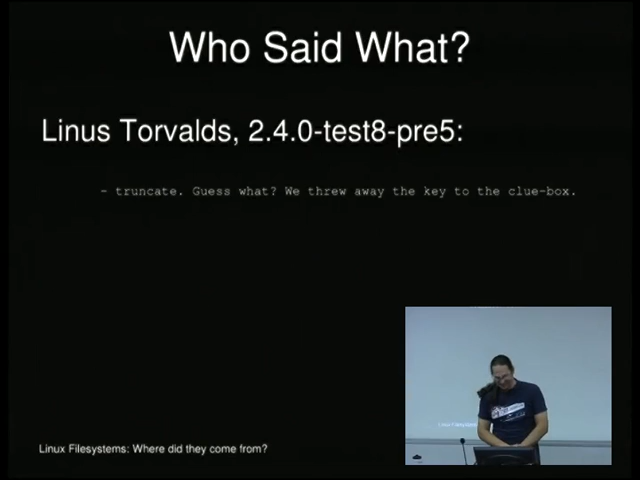 Who Said What?
Linus Torvalds, 2.4.0-test8-pre5:
- truncate. Guess what? We threw away the key to the clue-box.
Linux Filesystems: Where did they come from?